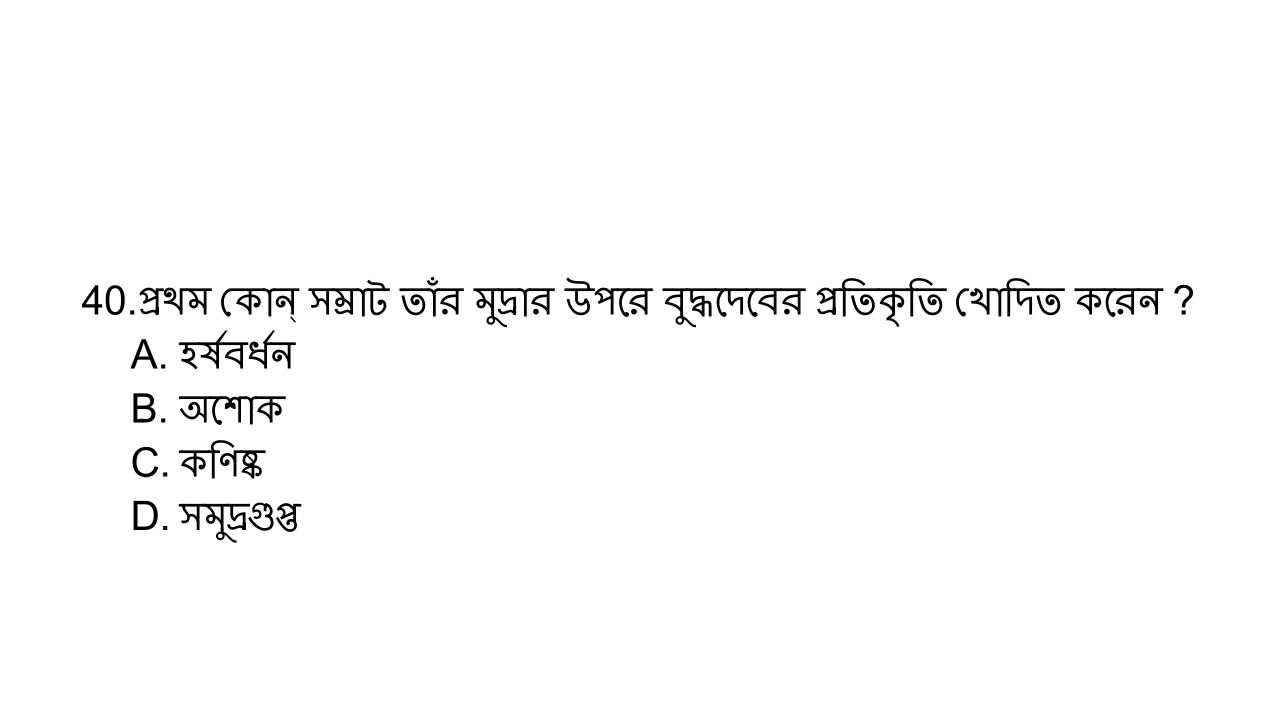 40.প্রথম কোন্ সম্রাট তাঁর মুদ্রার উপরে বুদ্ধদেবের প্রতিকৃতি খোদিত করেন ?
A. হর্ষবর্ধন
B. অশোক
C. কণিষ্ক
D. সমুদ্রগুপ্ত